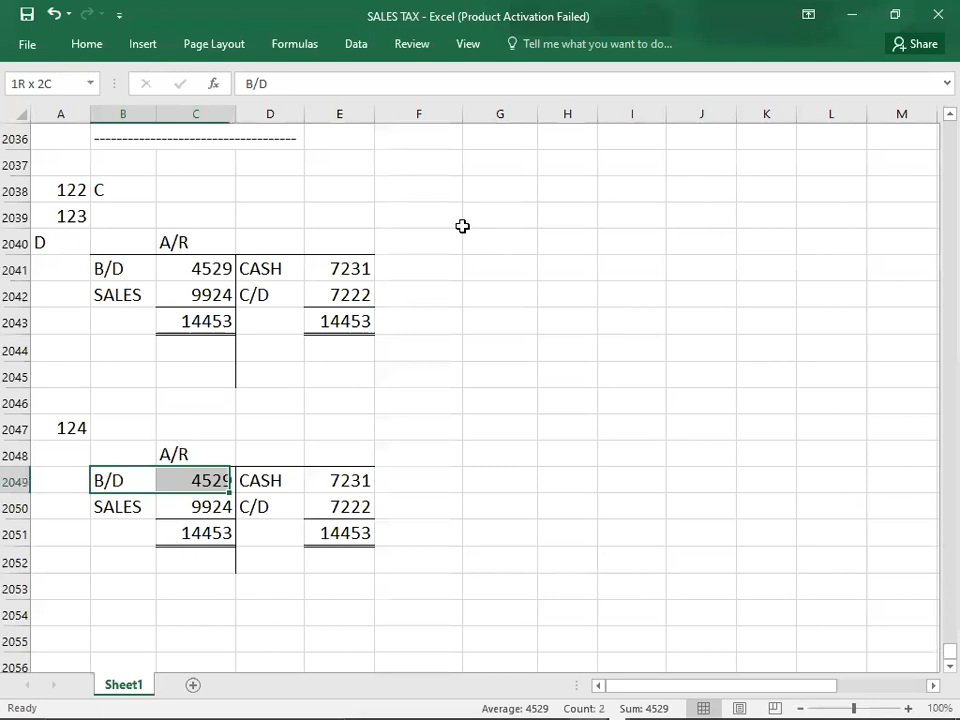 SALES TAX - Excel (Product Activation Failed)
File Home Insert Page Layout Formulas Data Review View Tell me what you want to do... Share
1R x 2C B/D
A B C D E F G H I J K L M
2036 ----------------------------------
2037
2038 122 C
2039 123
2040 D A/R
2041 B/D 4529 CASH 7231
2042 SALES 9924 C/D 7222
2043 14453 14453
2044
2045
2046
2047 124
2048 A/R
2049 B/D 4529 CASH 7231
2050 SALES 9924 C/D 7222
2051 14453 14453
2052
2053
2054
2055
2056
Sheet1
Ready Average: 4529 Count: 2 Sum: 4529 100%